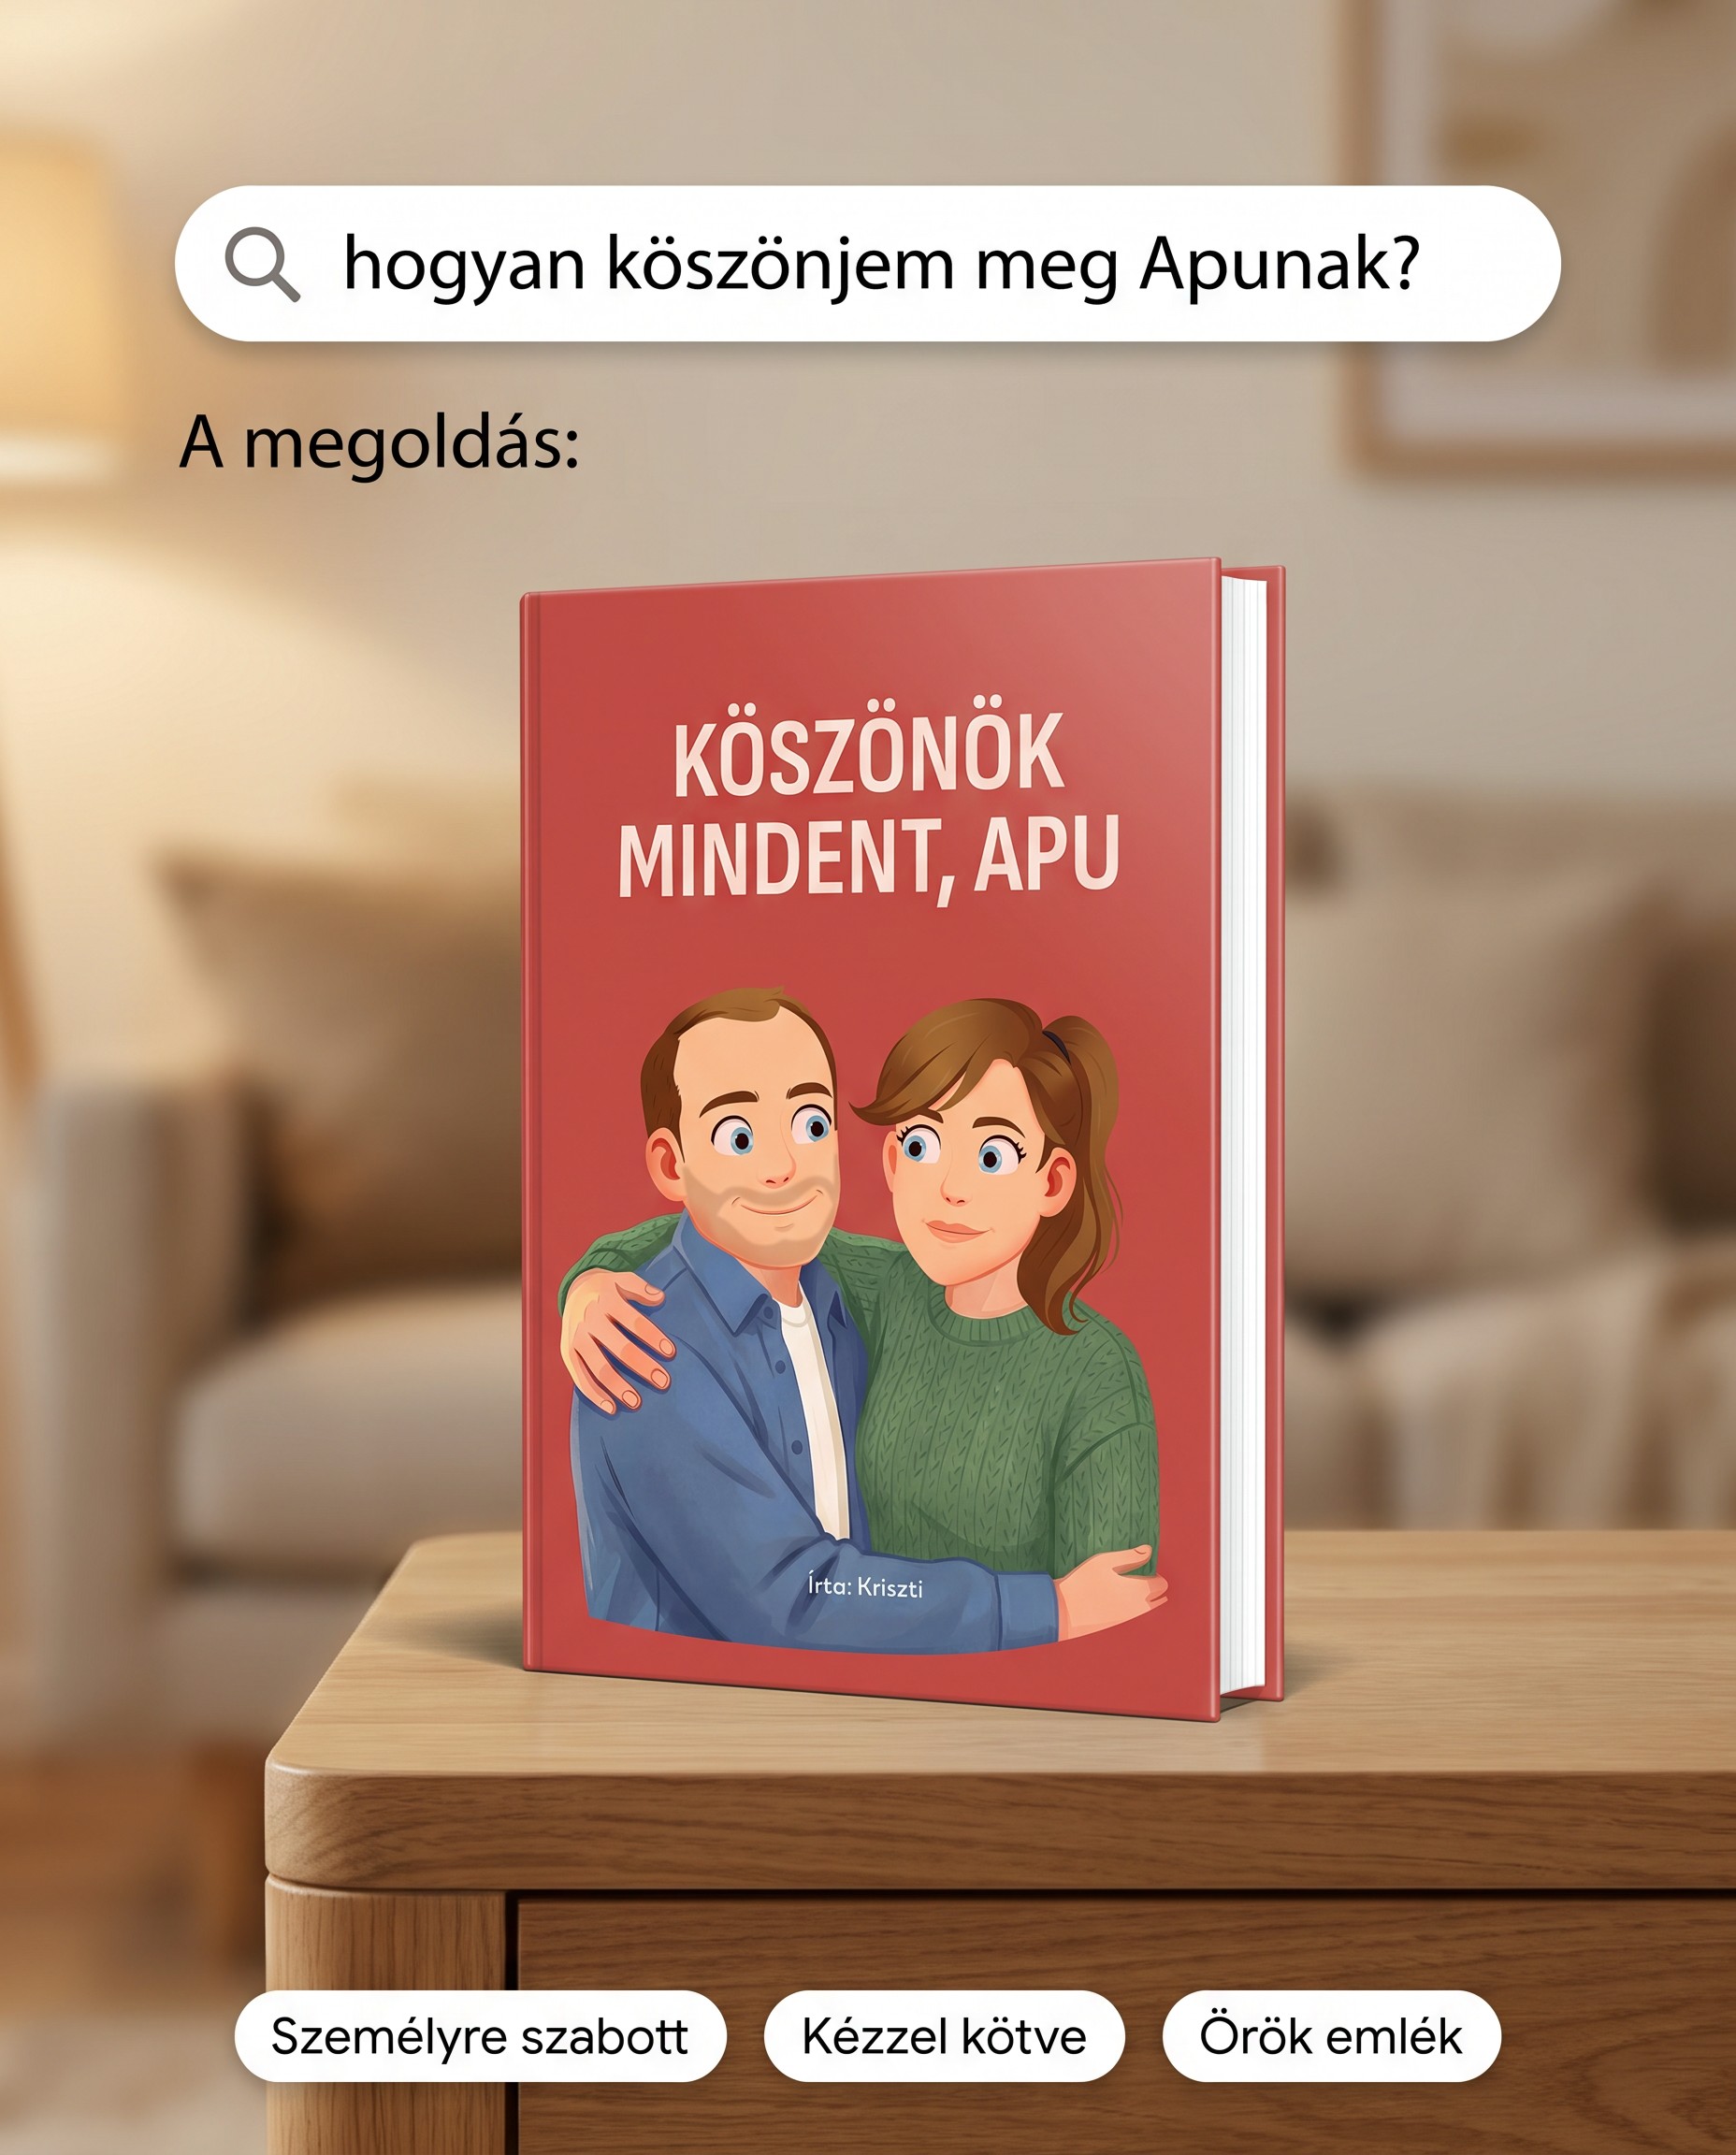 hogyan köszönjem meg Apunak?
A megoldás:
KÖSZÖNÖK
MINDENT, APU
Írta: Kriszti
Személyre szabott
Kézzel kötve
Örök emlék